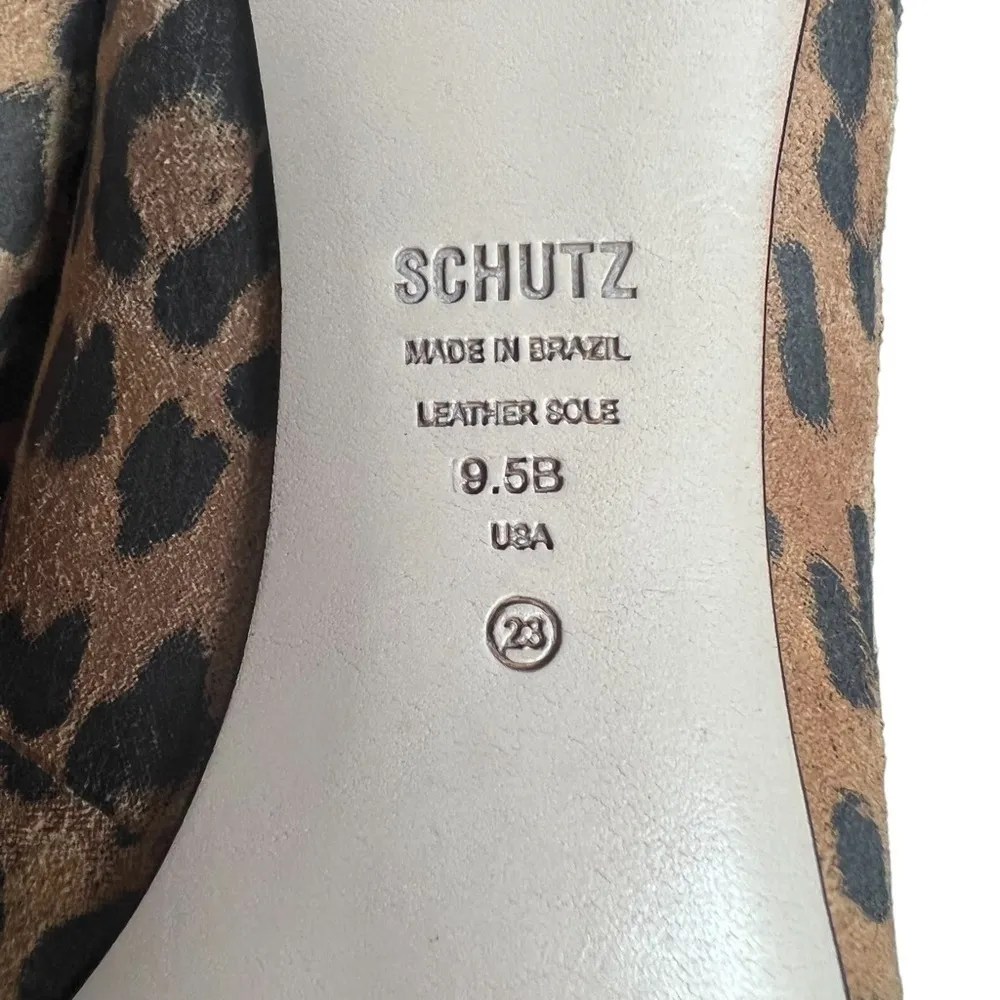 SCHUTZ
MADE IN BRAZIL
LEATHER SOLE
9.5B
USA
23